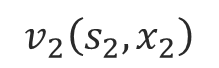 v₂(s₂, x₂)